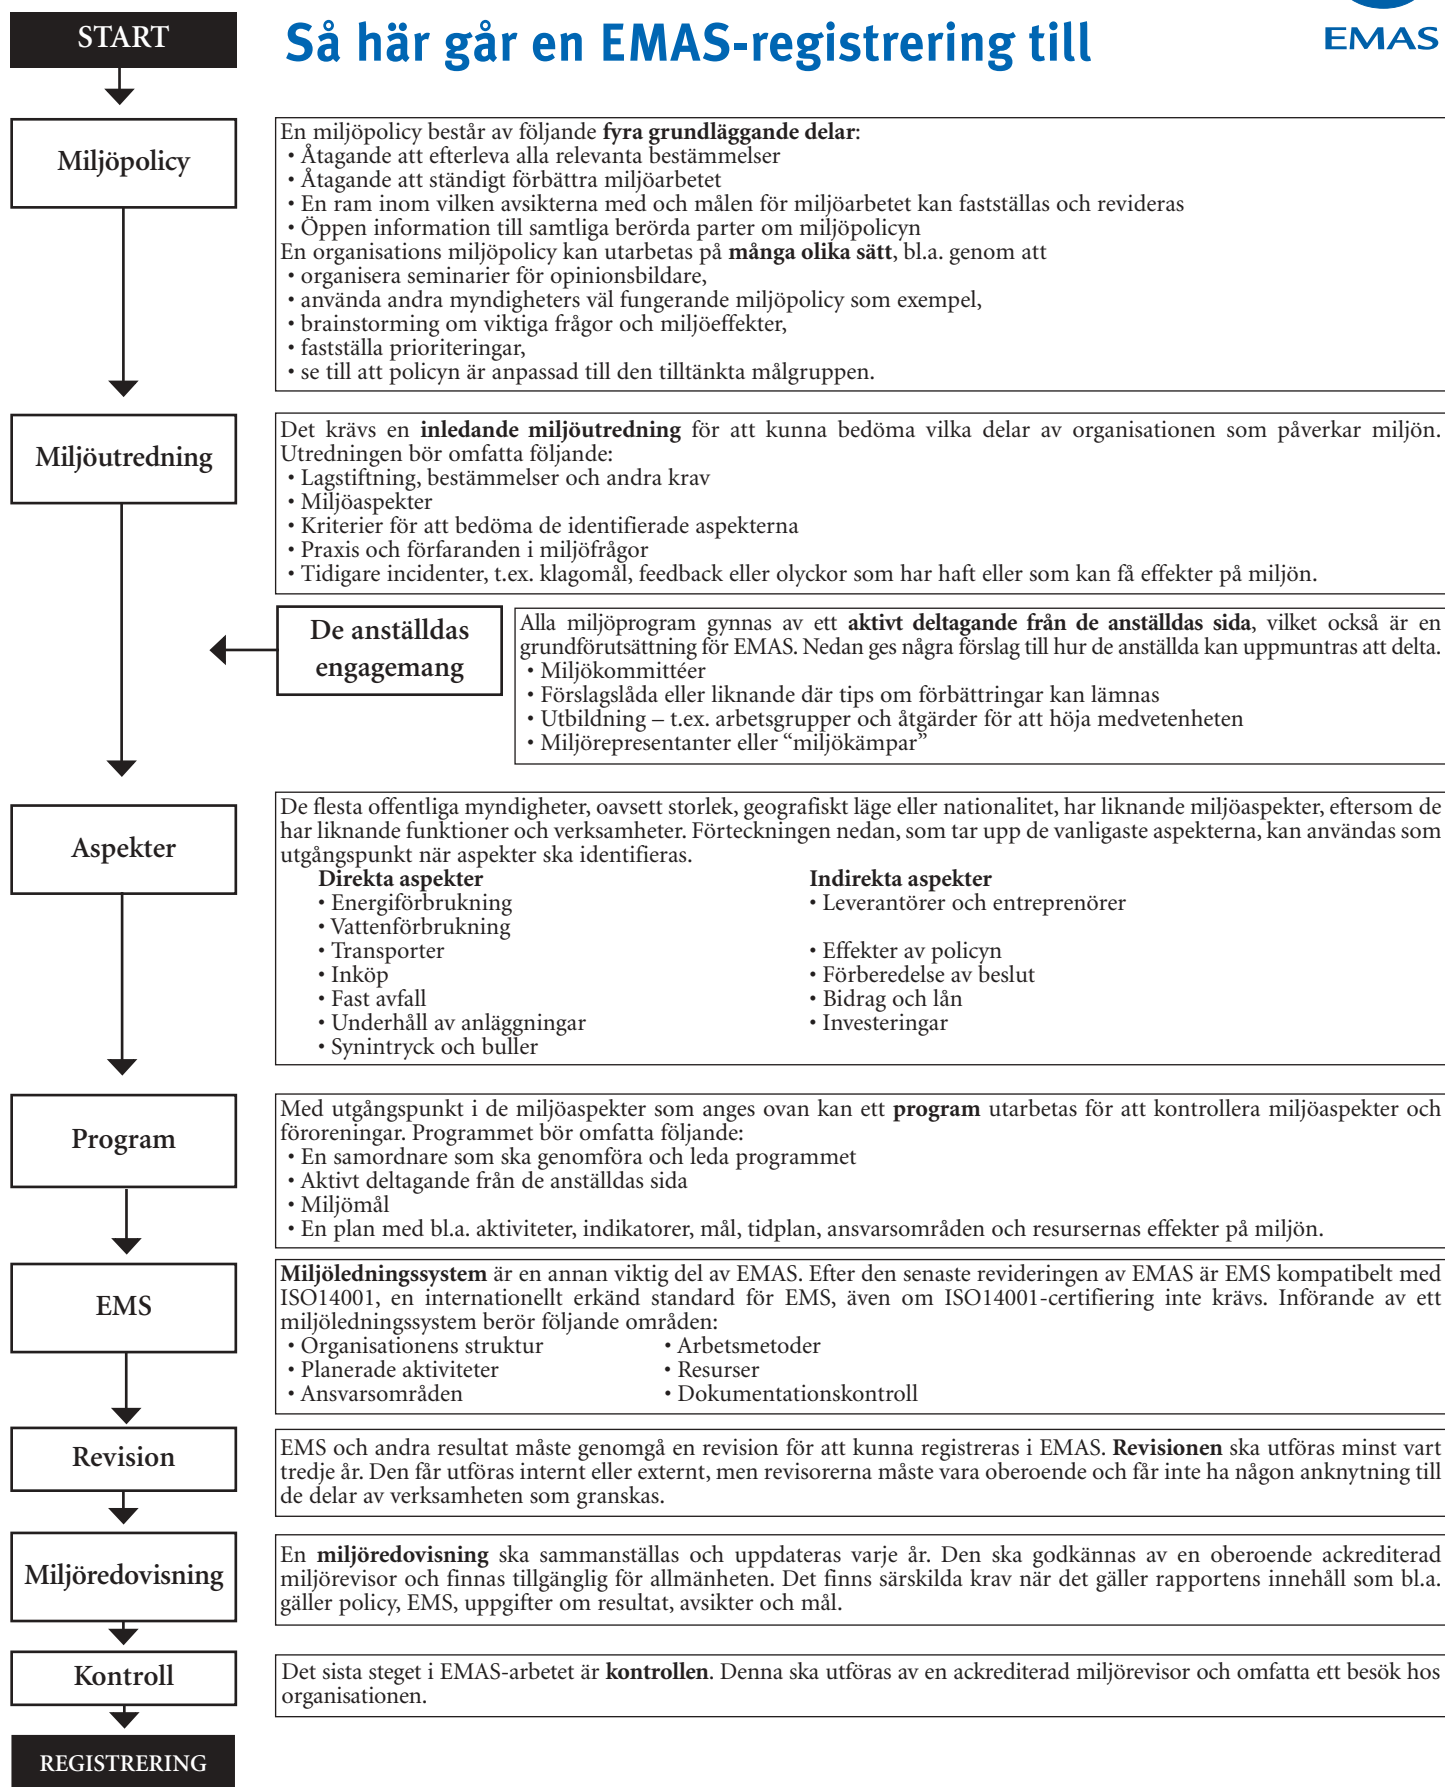 START
Så här går en EMAS-registrering till
EMAS
Miljöpolicy
En miljöpolicy består av följande fyra grundläggande delar:
• Åtagande att efterleva alla relevanta bestämmelser
• Åtagande att ständigt förbättra miljöarbetet
• En ram inom vilken avsikterna med och målen för miljöarbetet kan fastställas och revideras
• Öppen information till samtliga berörda parter om miljöpolicyn
En organisations miljöpolicy kan utarbetas på många olika sätt, bl.a. genom att
• organisera seminarier för opinionsbildare,
• använda andra myndigheters väl fungerande miljöpolicy som exempel,
• brainstorming om viktiga frågor och miljöeffekter,
• fastställa prioriteringar,
• se till att policyn är anpassad till den tilltänkta målgruppen.
Miljöutredning
Det krävs en inledande miljöutredning för att kunna bedöma vilka delar av organisationen som påverkar miljön.
Utredningen bör omfatta följande:
• Lagstiftning, bestämmelser och andra krav
• Miljöaspekter
• Kriterier för att bedöma de identifierade aspekterna
• Praxis och förfaranden i miljöfrågor
• Tidigare incidenter, t.ex. klagomål, feedback eller olyckor som har haft eller som kan få effekter på miljön.
De anställdas
engagemang
Alla miljöprogram gynnas av ett aktivt deltagande från de anställdas sida, vilket också är en
grundförutsättning för EMAS. Nedan ges några förslag till hur de anställda kan uppmuntras att delta.
• Miljökommittéer
• Förslagslåda eller liknande där tips om förbättringar kan lämnas
• Utbildning – t.ex. arbetsgrupper och åtgärder för att höja medvetenheten
• Miljörepresentanter eller “miljökämpar”
Aspekter
De flesta offentliga myndigheter, oavsett storlek, geografiskt läge eller nationalitet, har liknande miljöaspekter, eftersom de
har liknande funktioner och verksamheter. Förteckningen nedan, som tar upp de vanligaste aspekterna, kan användas som
utgångspunkt när aspekter ska identifieras.
Direkta aspekter
• Energiförbrukning
• Vattenförbrukning
• Transporter
• Inköp
• Fast avfall
• Underhåll av anläggningar
• Synintryck och buller
Indirekta aspekter
• Leverantörer och entreprenörer
• Effekter av policyn
• Förberedelse av beslut
• Bidrag och lån
• Investeringar
Program
Med utgångspunkt i de miljöaspekter som anges ovan kan ett program utarbetas för att kontrollera miljöaspekter och
föroreningar. Programmet bör omfatta följande:
• En samordnare som ska genomföra och leda programmet
• Aktivt deltagande från de anställdas sida
• Miljömål
• En plan med bl.a. aktiviteter, indikatorer, mål, tidplan, ansvarsområden och resursernas effekter på miljön.
EMS
Miljöledningssystem är en annan viktig del av EMAS. Efter den senaste revideringen av EMAS är EMS kompatibelt med
ISO14001, en internationellt erkänd standard för EMS, även om ISO14001-certifiering inte krävs. Införande av ett
miljöledningssystem berör följande områden:
• Organisationens struktur
• Planerade aktiviteter
• Ansvarsområden
• Arbetsmetoder
• Resurser
• Dokumentationskontroll
Revision
EMS och andra resultat måste genomgå en revision för att kunna registreras i EMAS. Revisionen ska utföras minst vart
tredje år. Den får utföras internt eller externt, men revisorerna måste vara oberoende och får inte ha någon anknytning till
de delar av verksamheten som granskas.
Miljöredovisning
En miljöredovisning ska sammanställas och uppdateras varje år. Den ska godkännas av en oberoende ackrediterad
miljörevisor och finnas tillgänglig för allmänheten. Det finns särskilda krav när det gäller rapportens innehåll som bl.a.
gäller policy, EMS, uppgifter om resultat, avsikter och mål.
Kontroll
Det sista steget i EMAS-arbetet är kontrollen. Denna ska utföras av en ackrediterad miljörevisor och omfatta ett besök hos
organisationen.
REGISTRERING